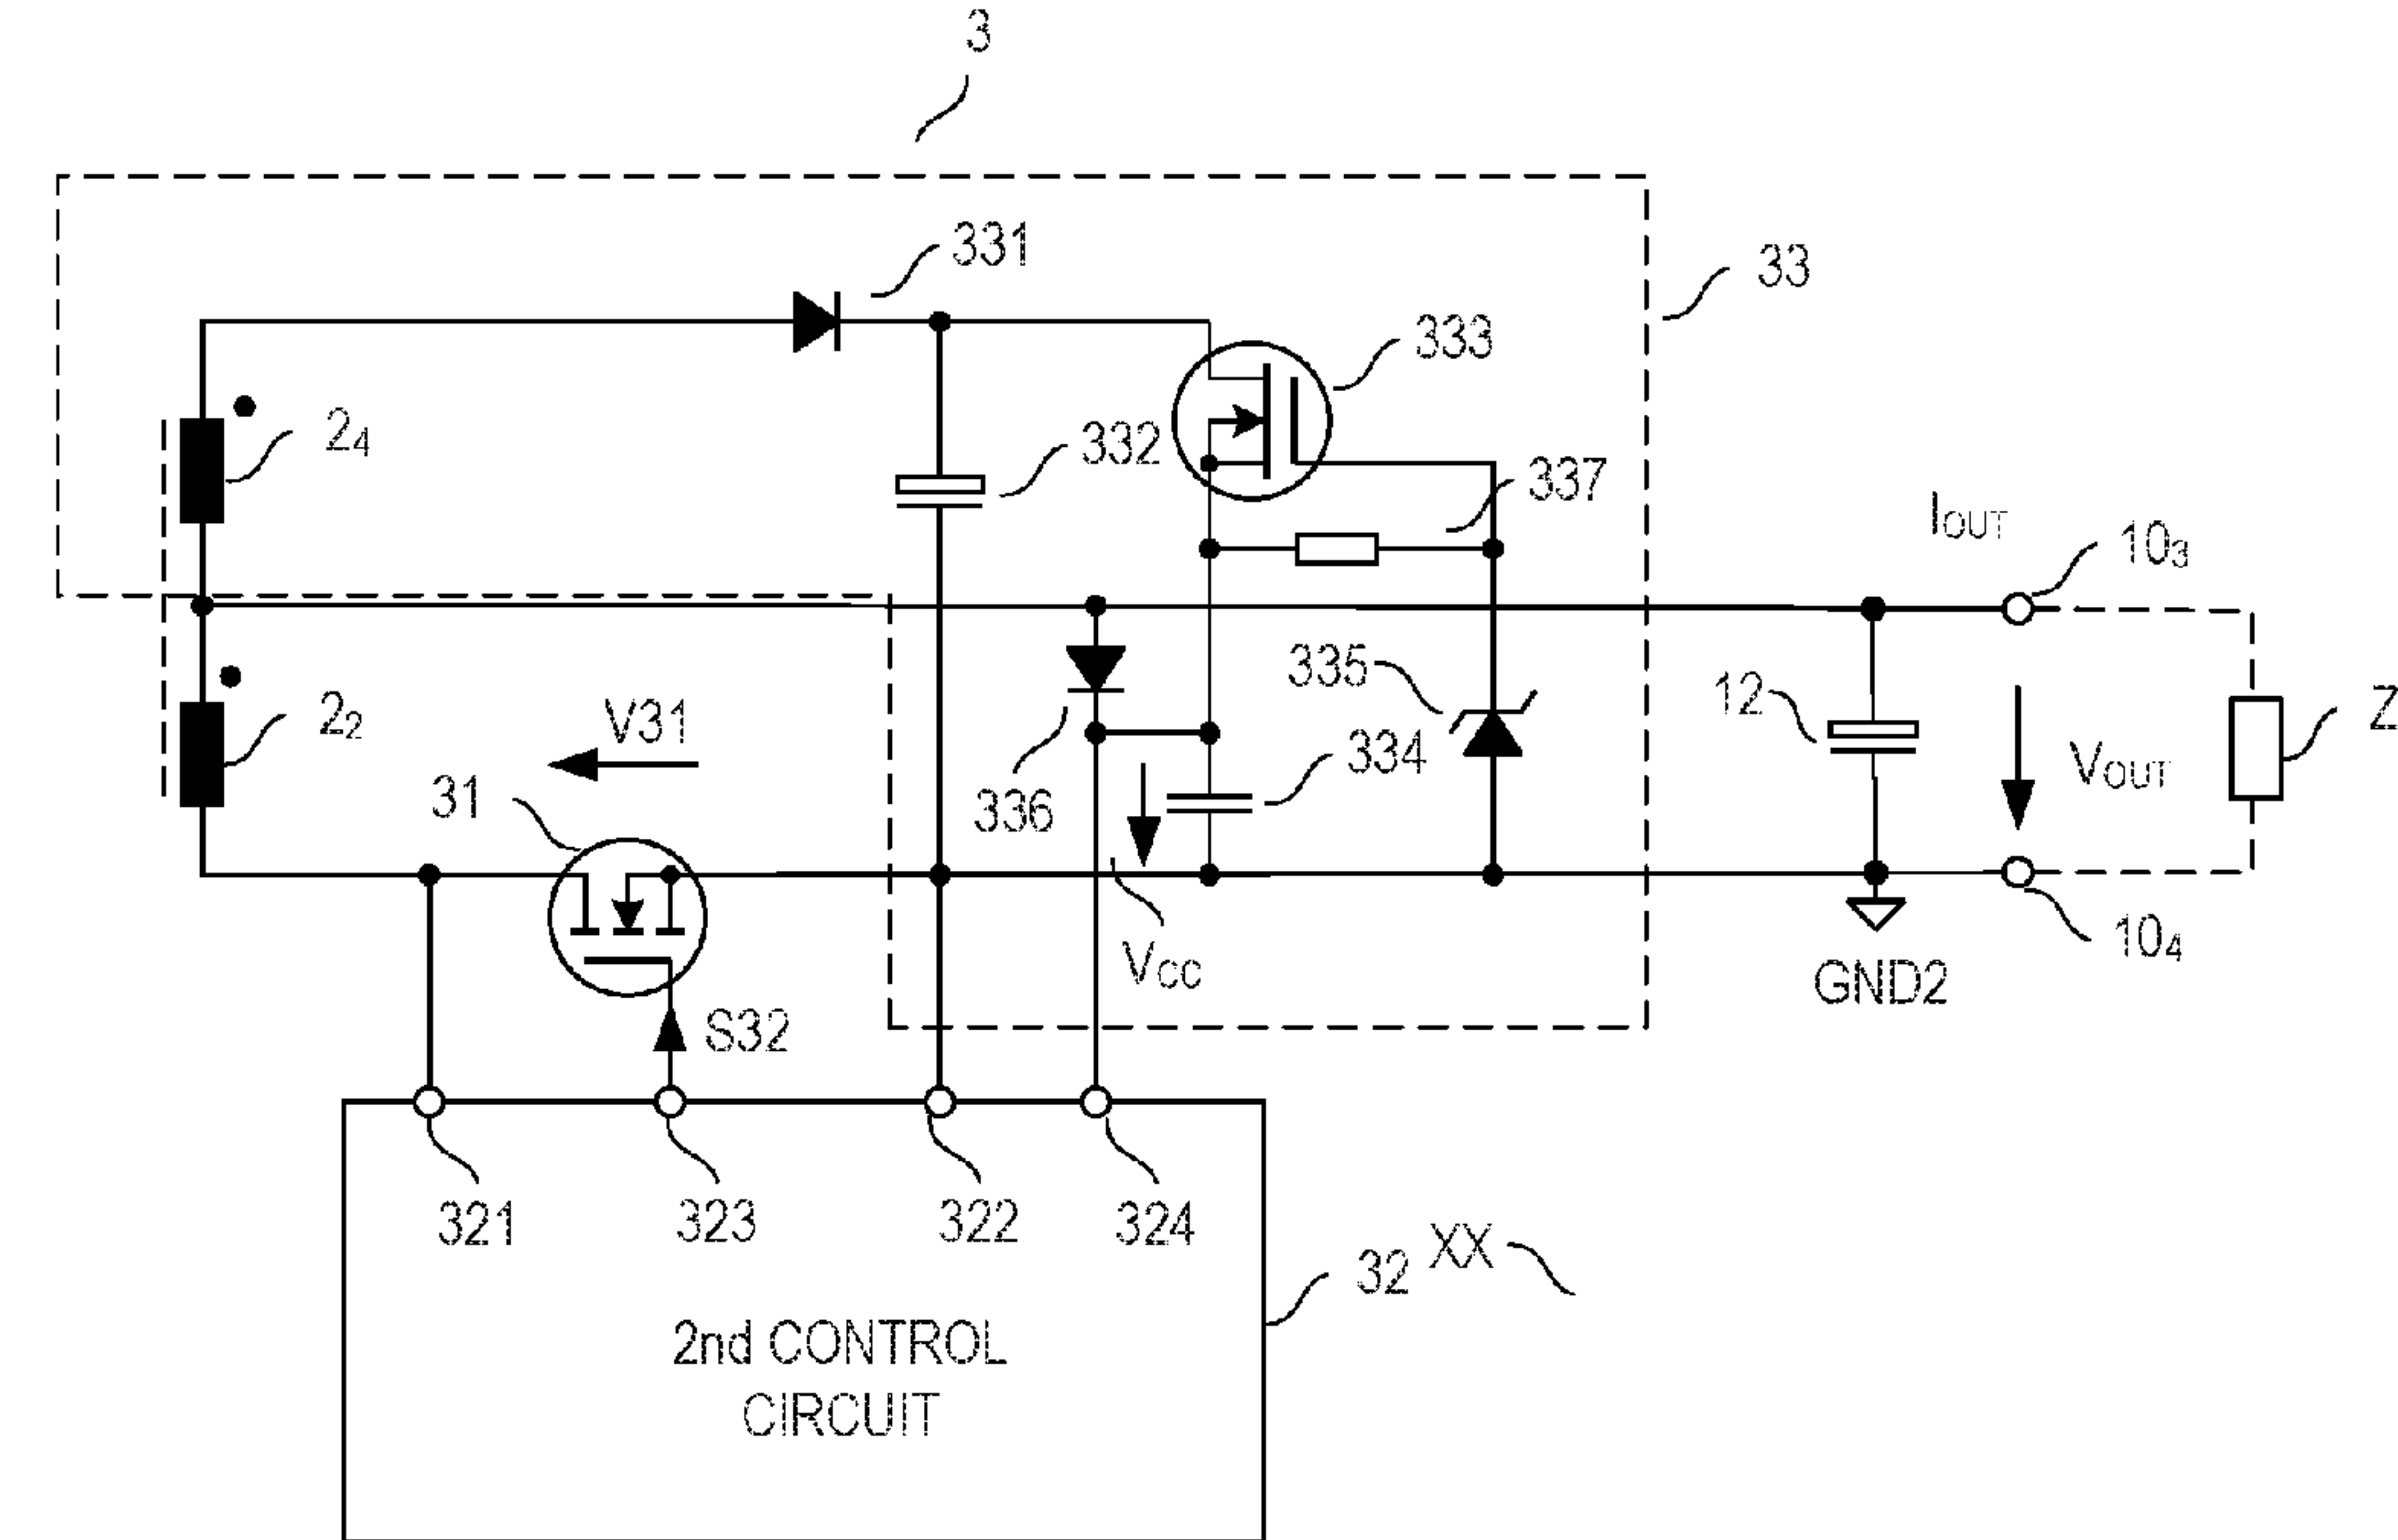 3
331
33
333
2₄
332
337
I_OUT
10₃
335
12
Z
2₂
V31
V_OUT
31
336
334
10₄
V_CC
GND2
S32
321
323
322
324
XX
32
2nd CONTROL
CIRCUIT